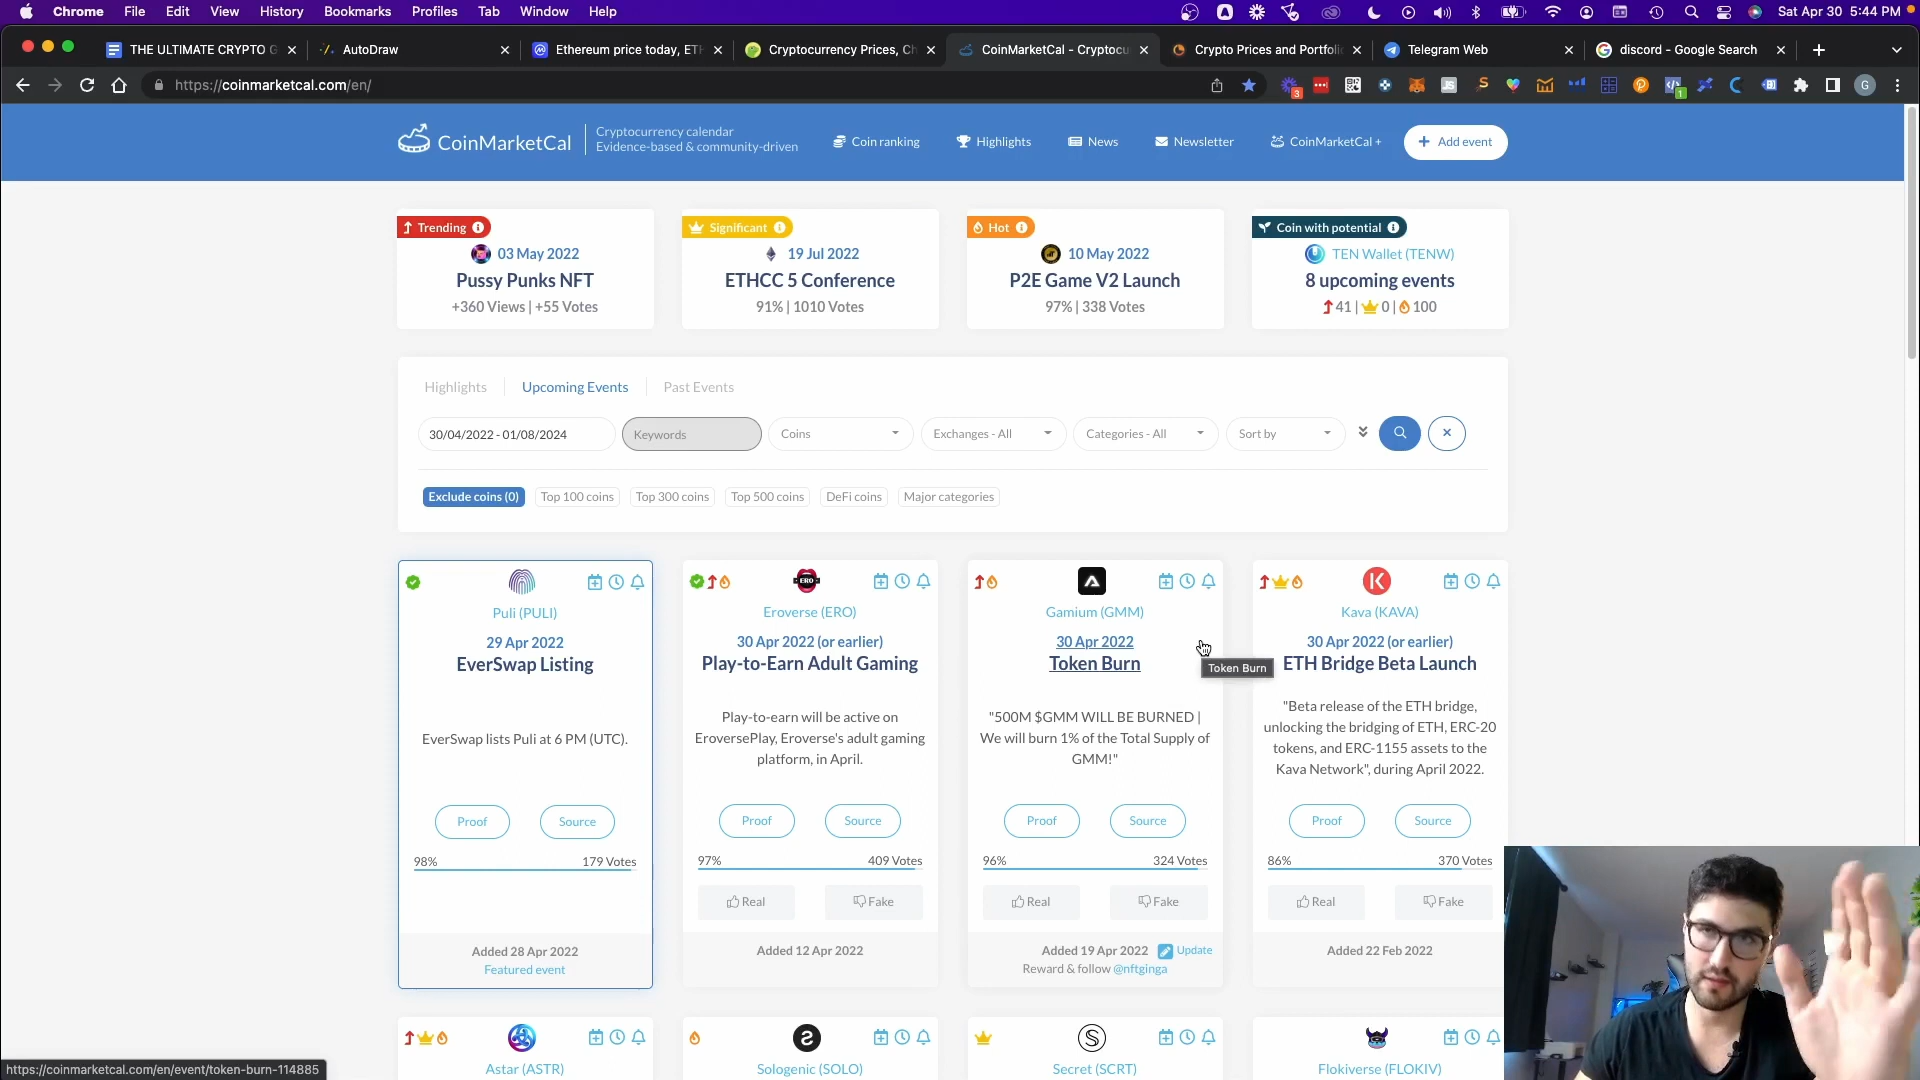 Chrome File Edit View History Bookmarks Profiles Tab Window Help
Sat Apr 30 5:44 PM
THE ULTIMATE CRYPTO G
AutoDraw
Ethereum price today, ETH
Cryptocurrency Prices, Ch
CoinMarketCal - Cryptocu
Crypto Prices and Portfoli
Telegram Web
discord - Google Search
https://coinmarketcal.com/en/
CoinMarketCal
Cryptocurrency calendar
Evidence-based & community-driven
Coin ranking
Highlights
News
Newsletter
CoinMarketCal +
Add event
Trending
03 May 2022
Pussy Punks NFT
+360 Views | +55 Votes
Significant
19 Jul 2022
ETHCC 5 Conference
91% | 1010 Votes
Hot
10 May 2022
P2E Game V2 Launch
97% | 338 Votes
Coin with potential
TEN Wallet (TENW)
8 upcoming events
41 | 0 | 100
Highlights
Upcoming Events
Past Events
30/04/2022 - 01/08/2024
Keywords
Coins
Exchanges - All
Categories - All
Sort by
Exclude coins (0)
Top 100 coins
Top 300 coins
Top 500 coins
DeFi coins
Major categories
Puli (PULI)
29 Apr 2022
EverSwap Listing
EverSwap lists Puli at 6 PM (UTC).
Proof
Source
98%
179 Votes
Added 28 Apr 2022
Featured event
ERO
Eroverse (ERO)
30 Apr 2022 (or earlier)
Play-to-Earn Adult Gaming
Play-to-earn will be active on
EroversePlay, Eroverse's adult gaming
platform, in April.
Proof
Source
97%
409 Votes
Real
Fake
Added 12 Apr 2022
Gamium (GMM)
30 Apr 2022
Token Burn
"500M $GMM WILL BE BURNED |
We will burn 1% of the Total Supply of
GMM!"
Proof
Source
96%
324 Votes
Real
Fake
Added 19 Apr 2022
Update
Reward & follow @nftginga
Token Burn
Kava (KAVA)
30 Apr 2022 (or earlier)
ETH Bridge Beta Launch
"Beta release of the ETH bridge,
unlocking the bridging of ETH, ERC-20
tokens, and ERC-1155 assets to the
Kava Network", during April 2022.
Proof
Source
86%
370 Votes
Real
Fake
Added 22 Feb 2022
Astar (ASTR)
Sologenic (SOLO)
Secret (SCRT)
Flokiverse (FLOKIV)
https://coinmarketcal.com/en/event/token-burn-114885